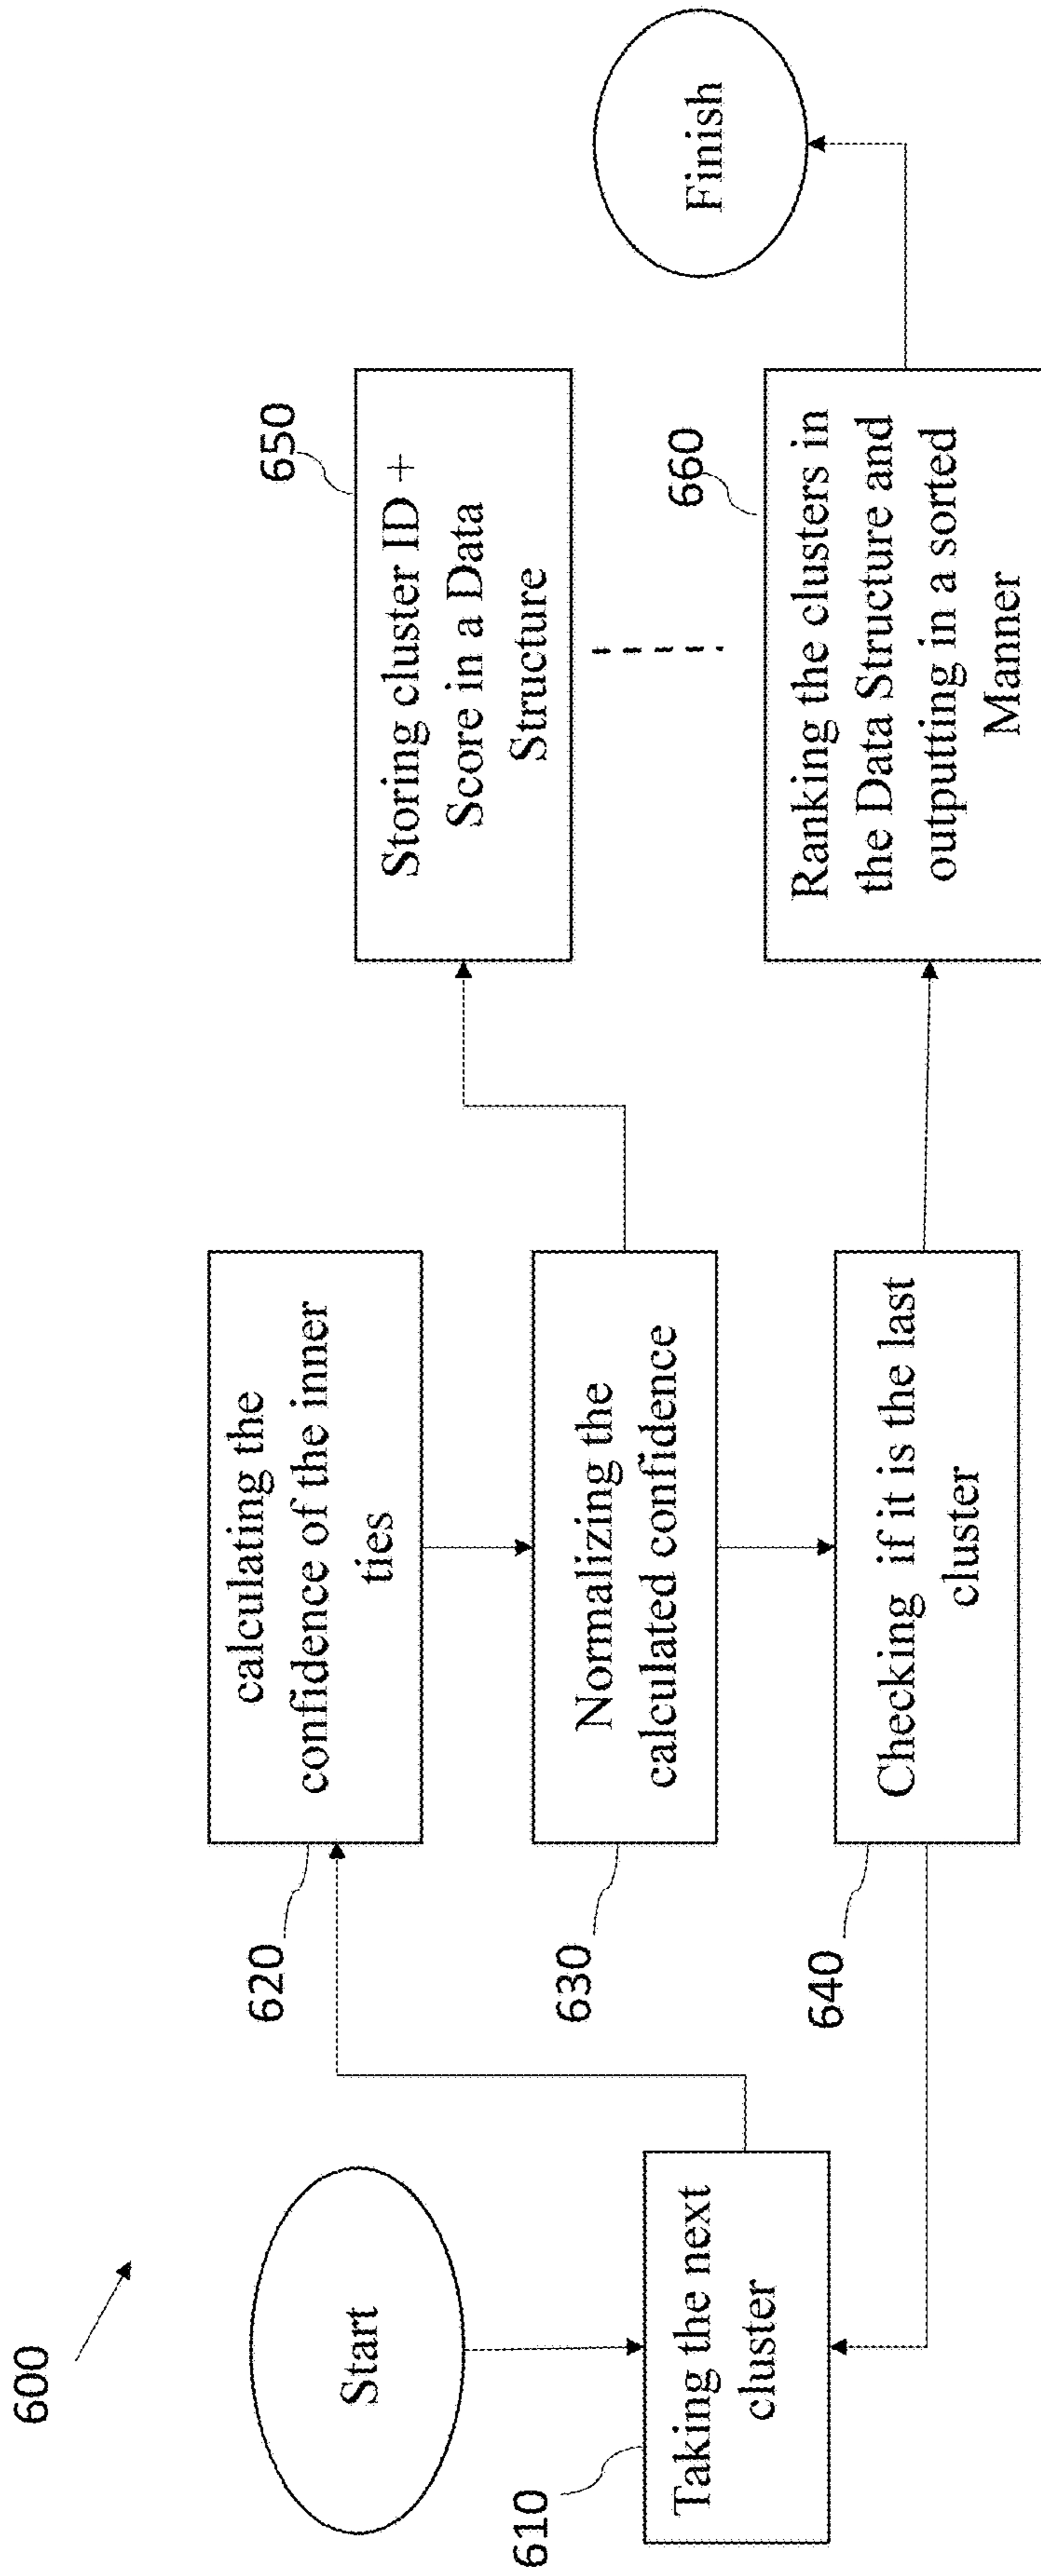 600
Start
610
Taking the next
cluster
620
calculating the
confidence of the inner
ties
630
Normalizing the
calculated confidence
640
Checking if it is the last
cluster
650
Storing cluster ID +
Score in a Data
Structure
660
Ranking the clusters in
the Data Structure and
outputting in a sorted
Manner
Finish